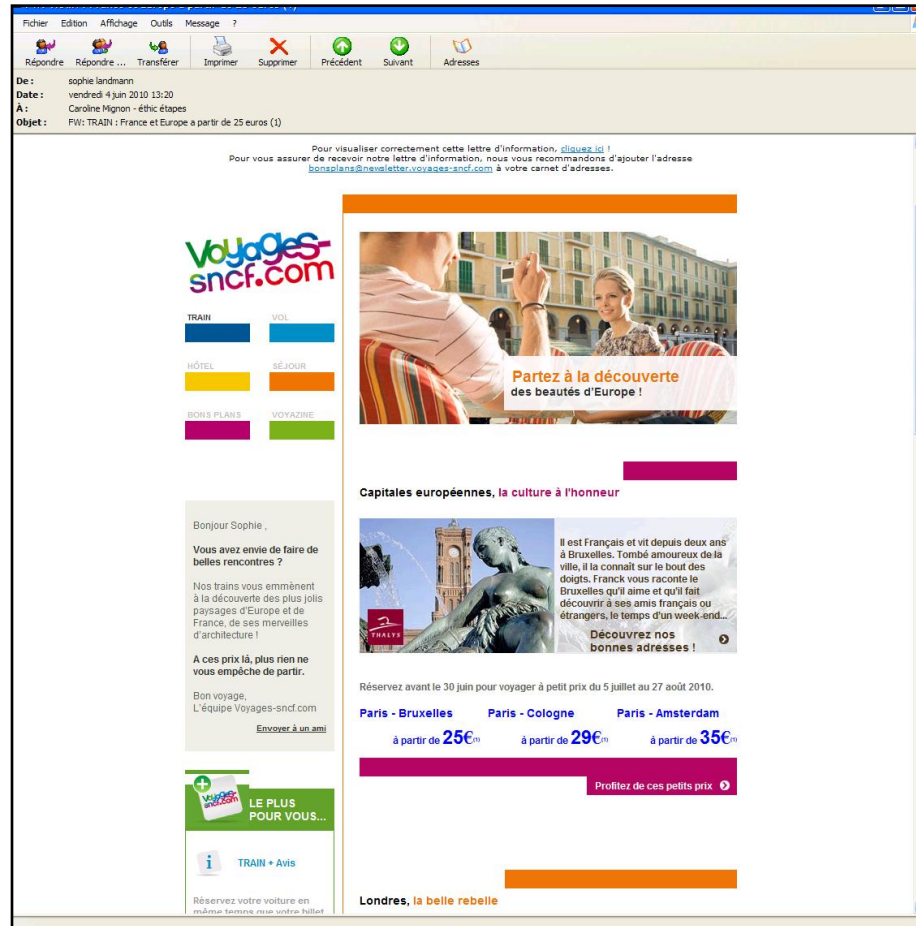 Fichier Edition Affichage Outils Message ?
Répondre Répondre ... Transférer Imprimer Supprimer Précédent Suivant Adresses
De : sophie landmann
Date : vendredi 4 juin 2010 13:20
À : Caroline Mignon - éthic étapes
Objet : FW: TRAIN : France et Europe a partir de 25 euros (1)
Pour visualiser correctement cette lettre d'information, cliquez ici !
Pour vous assurer de recevoir notre lettre d'information, nous vous recommandons d'ajouter l'adresse
bonsplans@newsletter.voyages-sncf.com à votre carnet d'adresses.
Voyages-
sncf.com
TRAIN VOL
HÔTEL SÉJOUR
BONS PLANS VOYAZINE
Partez à la découverte
des beautés d'Europe !
Bonjour Sophie ,
Vous avez envie de faire de
belles rencontres ?
Nos trains vous emmènent
à la découverte des plus jolis
paysages d'Europe et de
France, de ses merveilles
d'architecture !
A ces prix là, plus rien ne
vous empêche de partir.
Bon voyage,
L'équipe Voyages-sncf.com
Envoyer à un ami
Voyages-
sncf.com
LE PLUS
POUR VOUS...
i TRAIN + Avis
Réservez votre voiture en
même temps que votre billet
Capitales européennes, la culture à l'honneur
THALYS
Il est Français et vit depuis deux ans
à Bruxelles. Tombé amoureux de la
ville, il la connaît sur le bout des
doigts. Franck vous raconte le
Bruxelles qu'il aime et qu'il fait
découvrir à ses amis français ou
étrangers, le temps d'un week-end...
Découvrez nos
bonnes adresses !
Réservez avant le 30 juin pour voyager à petit prix du 5 juillet au 27 août 2010.
Paris - Bruxelles Paris - Cologne Paris - Amsterdam
à partir de 25€(1) à partir de 29€(1) à partir de 35€(1)
Profitez de ces petits prix
Londres, la belle rebelle